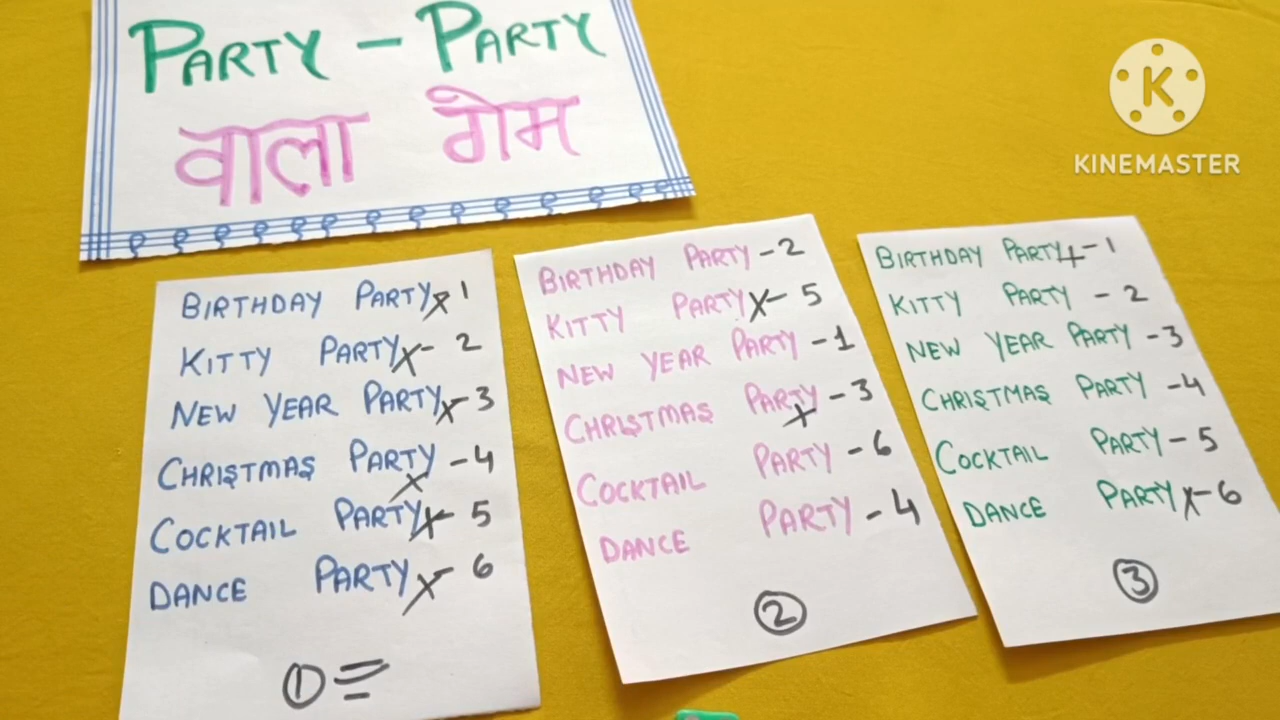 PARTY - PARTY
वाला गेम
K
KINEMASTER
BIRTHDAY PARTY x 1
KITTY PARTY x - 2
NEW YEAR PARTY x - 3
CHRISTMAS PARTY x - 4
COCKTAIL PARTY x - 5
DANCE PARTY x - 6
1 =
BIRTHDAY PARTY - 2
KITTY PARTY x - 5
NEW YEAR PARTY - 1
CHRISTMAS PARTY x - 3
COCKTAIL PARTY - 6
DANCE PARTY - 4
2
BIRTHDAY PARTY x - 1
KITTY PARTY - 2
NEW YEAR PARTY - 3
CHRISTMAS PARTY - 4
COCKTAIL PARTY - 5
DANCE PARTY x - 6
3